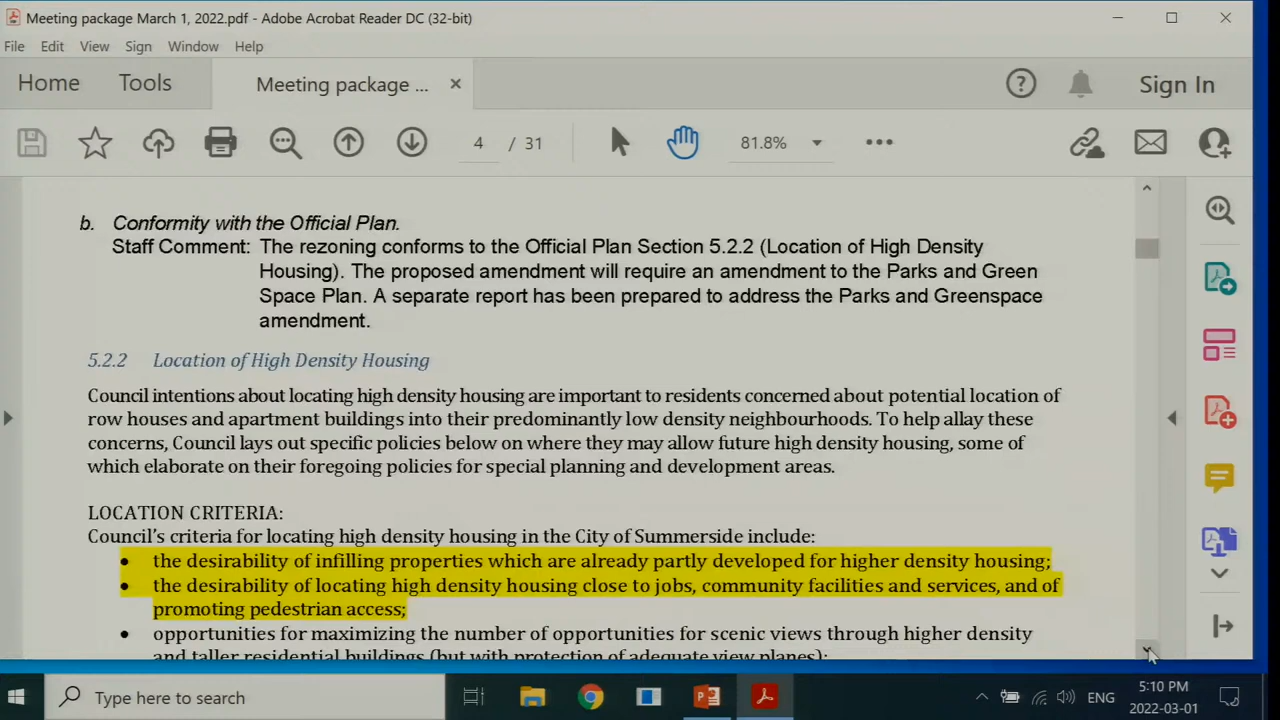 Meeting package March 1, 2022.pdf - Adobe Acrobat Reader DC (32-bit)
File Edit View Sign Window Help
Home Tools Meeting package ... × Sign In
4 / 31 81.8%
b. Conformity with the Official Plan.
Staff Comment: The rezoning conforms to the Official Plan Section 5.2.2 (Location of High Density
Housing). The proposed amendment will require an amendment to the Parks and Green
Space Plan. A separate report has been prepared to address the Parks and Greenspace
amendment.
5.2.2 Location of High Density Housing
Council intentions about locating high density housing are important to residents concerned about potential location of
row houses and apartment buildings into their predominantly low density neighbourhoods. To help allay these
concerns, Council lays out specific policies below on where they may allow future high density housing, some of
which elaborate on their foregoing policies for special planning and development areas.
LOCATION CRITERIA:
Council's criteria for locating high density housing in the City of Summerside include:
• the desirability of infilling properties which are already partly developed for higher density housing;
• the desirability of locating high density housing close to jobs, community facilities and services, and of
promoting pedestrian access;
• opportunities for maximizing the number of opportunities for scenic views through higher density
and taller residential buildings (but with protection of adequate view planes);
Type here to search ENG 5:10 PM
2022-03-01